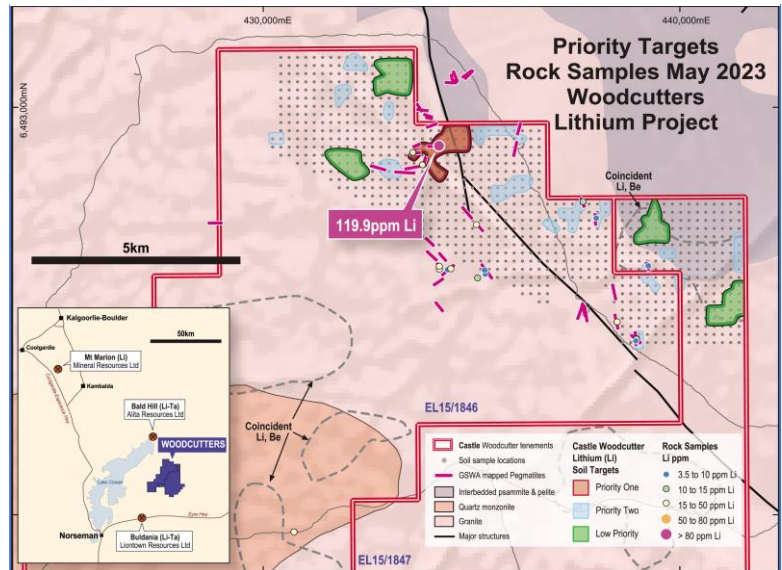 430,000mE
440,000mE
6,493,000mN
Priority Targets
Rock Samples May 2023
Woodcutters
Lithium Project
Coincident
Li, Be
119.9ppm Li
5km
50km
Kalgoorlie-Boulder
Coolgardie
Mt Marion (Li)
Mineral Resources Ltd
Kambalda
Coolgardie Esperance Hwy
Bald Hill (Li-Ta)
Alita Resources Ltd
WOODCUTTERS
Lake Cowan
Eyre Hwy
Norseman
Buldania (Li-Ta)
Liontown Resources Ltd
Coincident
Li, Be
EL15/1846
EL15/1847
Castle Woodcutter tenements
Soil sample locations
GSWA mapped Pegmatites
Interbedded psammite & pelite
Quartz monzonite
Granite
Major structures
Castle Woodcutter
Lithium (Li)
Soil Targets
Priority One
Priority Two
Low Priority
Rock Samples
Li ppm
3.5 to 10 ppm Li
10 to 15 ppm Li
15 to 50 ppm Li
50 to 80 ppm Li
> 80 ppm Li